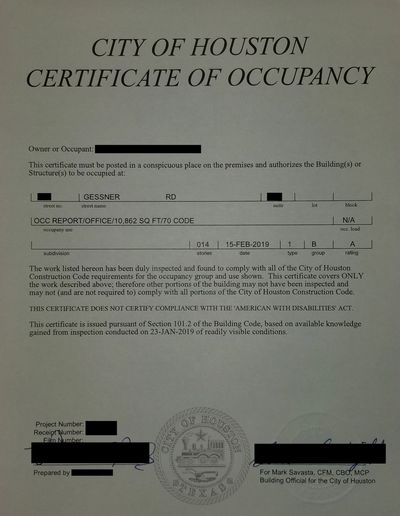 CITY OF HOUSTON
CERTIFICATE OF OCCUPANCY
Owner or Occupant:
This certificate must be posted in a conspicuous place on the premises and authorizes the Building(s) or
Structure(s) to be occupied at:
GESSNER RD
street no. street name suite lot block
OCC REPORT/OFFICE/10,862 SQ FT/70 CODE N/A
occupancy use occ. load
014 15-FEB-2019 1 B A
subdivision stories date type group rating
The work listed hereon has been duly inspected and found to comply with all of the City of Houston
Construction Code requirements for the occupancy group and use shown. This certificate covers ONLY
the work described above; therefore other portions of the building may not have been inspected and
may not (and are not required to) comply with all portions of the City of Houston Construction Code.
THIS CERTIFICATE DOES NOT CERTIFY COMPLIANCE WITH THE 'AMERICAN WITH DISABILITIES' ACT.
This certificate is issued pursuant of Section 101.2 of the Building Code, based on available knowledge
gained from inspection conducted on 23-JAN-2019 of readily visible conditions.
Project Number:
Receipt Number:
Film Number:
CITY OF HOUSTON
TEXAS
Prepared by
For Mark Savasta, CFM, CBO, MCP
Building Official for the City of Houston